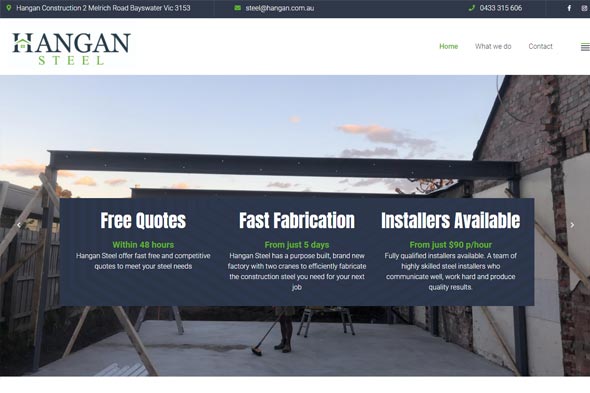 Hangan Construction 2 Melrich Road Bayswater Vic 3153
steel@hangan.com.au
0433 315 606
HANGAN
STEEL
Home
What we do
Contact
Free Quotes
Within 48 hours
Hangan Steel offer fast free and competitive
quotes to meet your steel needs
Fast Fabrication
From just 5 days
Hangan Steel has a purpose built, brand new
factory with two cranes to efficiently fabricate
the construction steel you need for your next
job
Installers Available
From just $90 p/hour
Fully qualified installers available. A team of
highly skilled steel installers who
communicate well, work hard and produce
quality results.